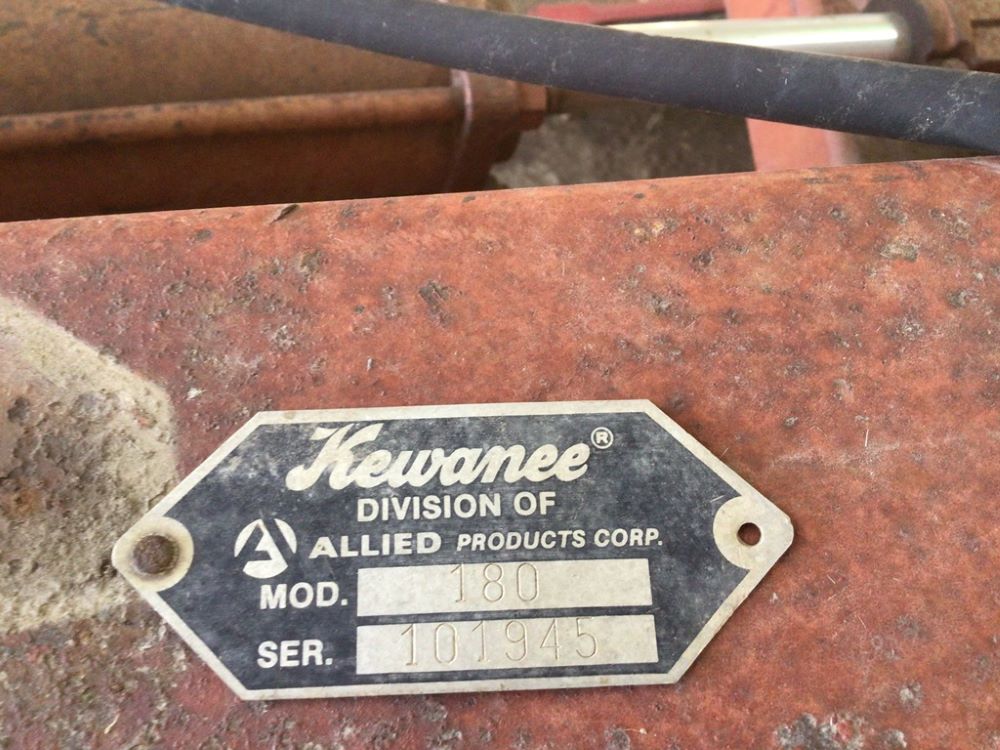 Kewanee®
DIVISION OF
ALLIED PRODUCTS CORP.
MOD. 180
SER. 101945